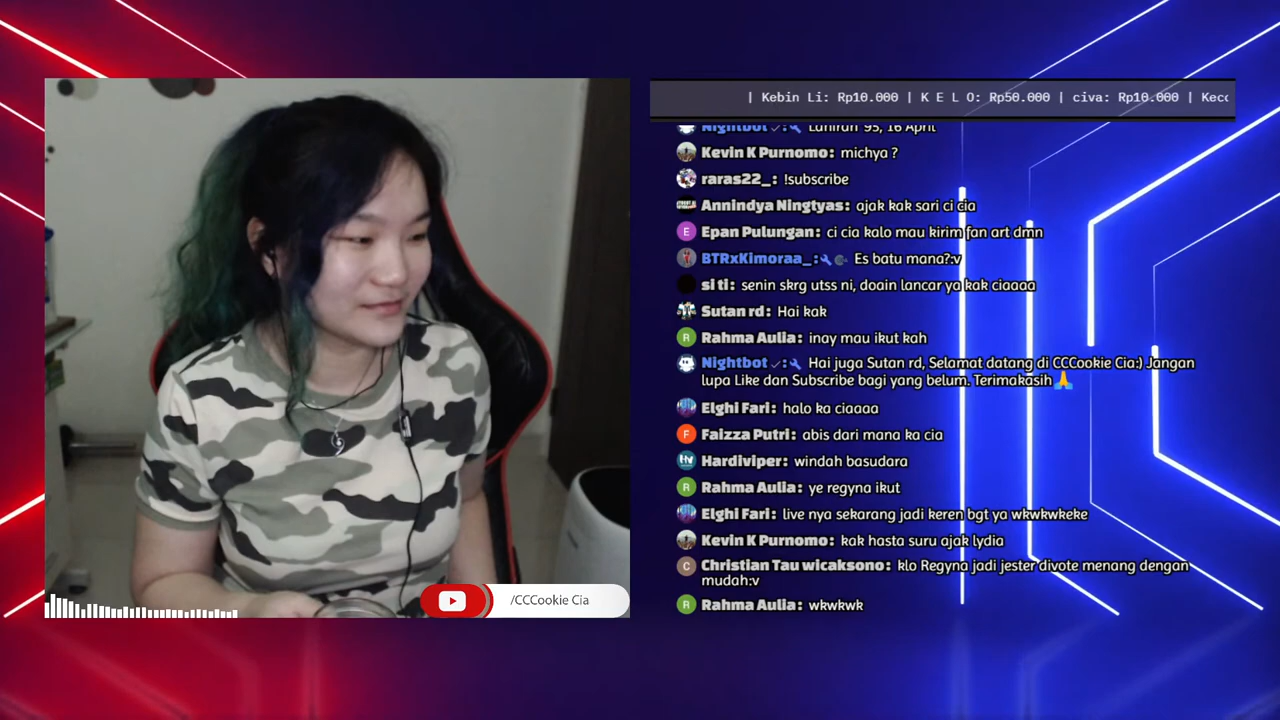 | Kebin Li: Rp10.000 | K E L O: Rp50.000 | civa: Rp10.000 | Kecc
Nightbot: Lahiran '95, 16 April
Kevin K Purnomo: michya ?
raras22_: !subscribe
Annindya Ningtyas: ajak kak sari ci cia
E Epan Pulungan: ci cia kalo mau kirim fan art dmn
BTRxKimoraa_: Es batu mana?:v
si ti: senin skrg utss ni, doain lancar ya kak ciaaaa
Sutan rd: Hai kak
R Rahma Aulia: inay mau ikut kah
Nightbot: Hai juga Sutan rd, Selamat datang di CCCookie Cia:) Jangan
lupa Like dan Subscribe bagi yang belum. Terimakasih 🙏
Elghi Fari: halo ka ciaaaa
F Faizza Putri: abis dari mana ka cia
Hardiviper: windah basudara
R Rahma Aulia: ye regyna ikut
Elghi Fari: live nya sekarang jadi keren bgt ya wkwkwkeke
Kevin K Purnomo: kak hasta suru ajak lydia
C Christian Tau wicaksono: klo Regyna jadi jester divote menang dengan
mudah:v
R Rahma Aulia: wkwkwk
/CCCookie Cia